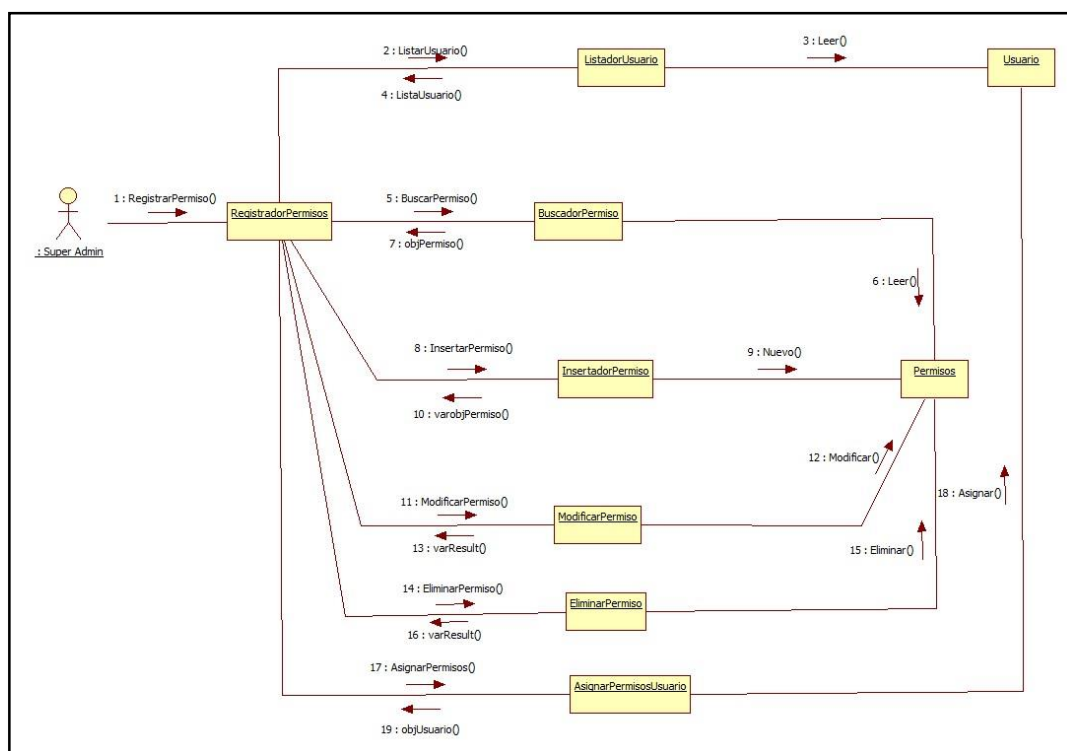 2 : ListarUsuario()
3 : Leer()
ListadorUsuario
Usuario
4 : ListaUsuario()
1 : RegistrarPermiso()
5 : BuscarPermiso()
RegistradorPermisos
BuscadorPermiso
7 : objPermiso()
: Super Admin
6 : Leer()
8 : InsertarPermiso()
9 : Nuevo()
InsertadorPermiso
Permisos
10 : varobjPermiso()
12 : Modificar()
11 : ModificarPermiso()
18 : Asignar()
ModificarPermiso
13 : varResult()
15 : Eliminar()
14 : EliminarPermiso()
EliminarPermiso
16 : varResult()
17 : AsignarPermisos()
AsignarPermisosUsuario
19 : objUsuario()